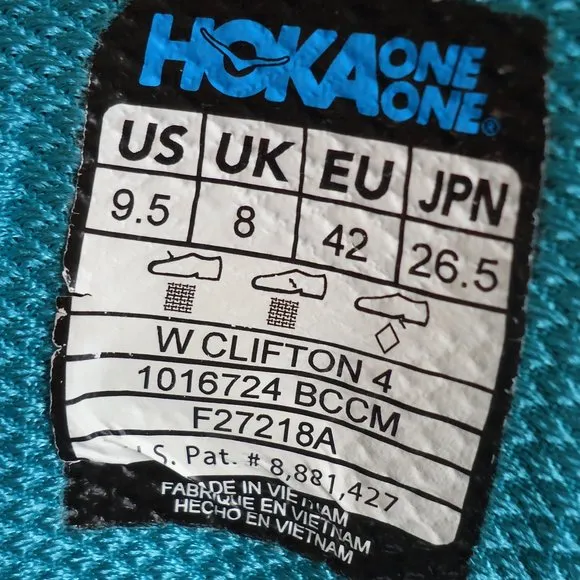 HOKA ONE ONE®
US UK EU JPN
9.5 8 42 26.5
W CLIFTON 4
1016724 BCCM
F27218A
S. Pat. # 8,881,427
MADE IN VIETNAM
FABRIQUE EN VIETNAM
HECHO EN VIETNAM